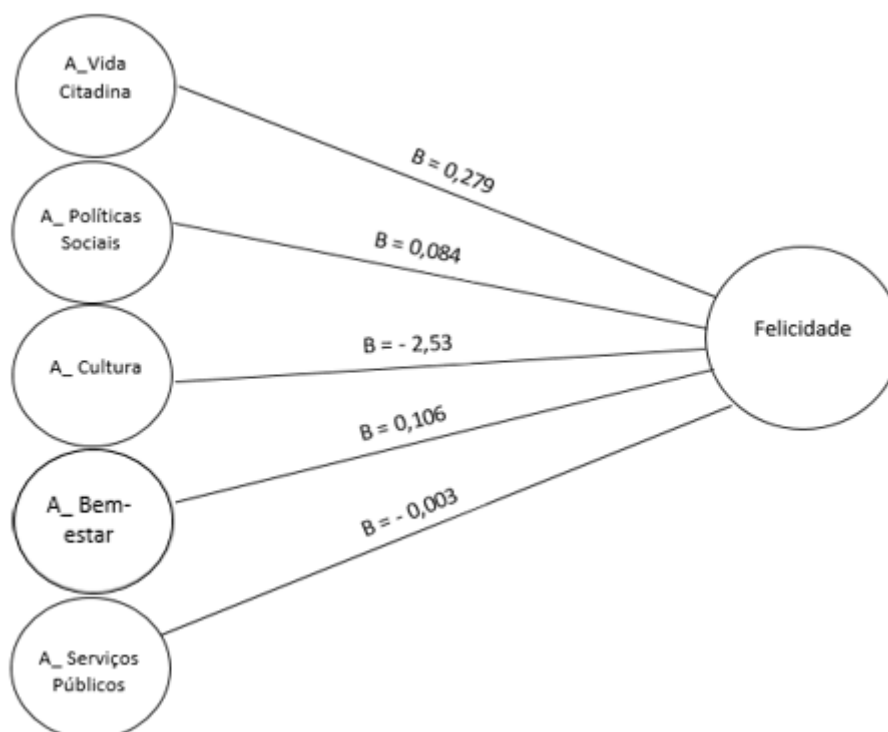 A_Vida
Citadina
B = 0,279
A_ Políticas
Sociais
B = 0,084
Felicidade
A_ Cultura
B = - 2,53
B = 0,106
A_ Bem-
estar
B = - 0,003
A_ Serviços
Públicos